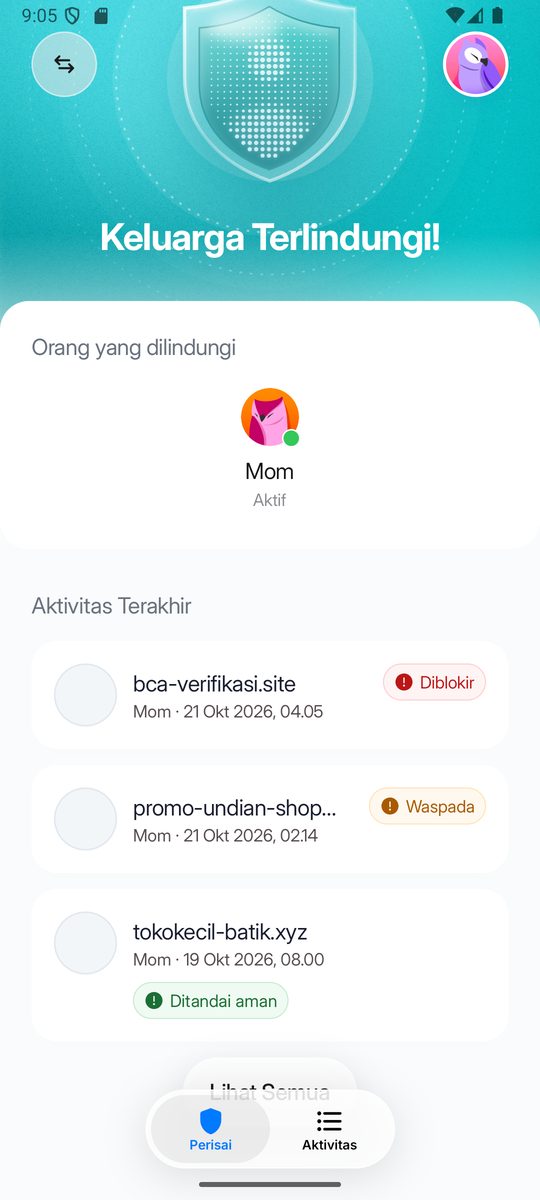 9:05
Keluarga Terlindungi!
Orang yang dilindungi
Mom
Aktif
Aktivitas Terakhir
bca-verifikasi.site
Diblokir
Mom · 21 Okt 2026, 04.05
promo-undian-shop...
Waspada
Mom · 21 Okt 2026, 02.14
tokokecil-batik.xyz
Mom · 19 Okt 2026, 08.00
Ditandai aman
Lihat Semua
Perisai
Aktivitas